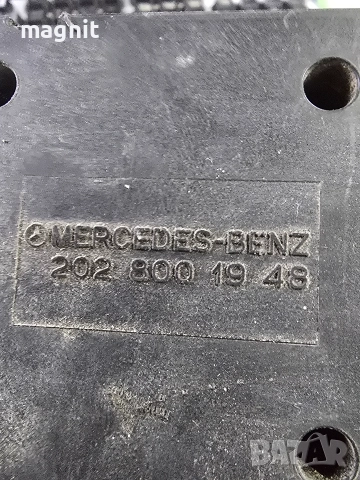 magnit
MERCEDES-BENZ
202 800 19 48
BAZAR